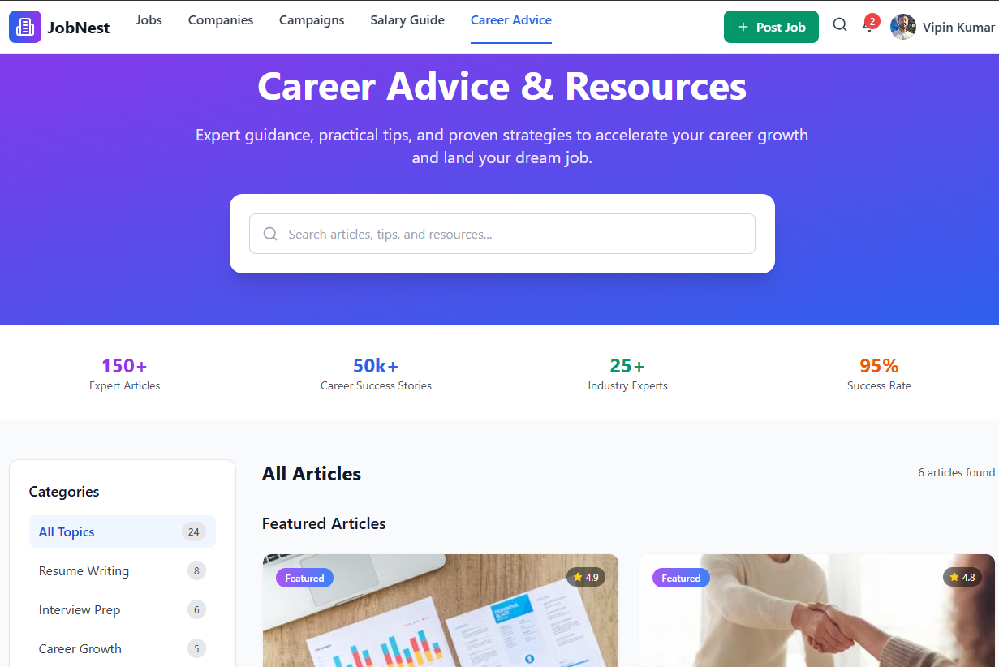 JobNest
Jobs
Companies
Campaigns
Salary Guide
Career Advice
+ Post Job
2
Vipin Kumar
Career Advice & Resources
Expert guidance, practical tips, and proven strategies to accelerate your career growth
and land your dream job.
Search articles, tips, and resources...
150+
Expert Articles
50k+
Career Success Stories
25+
Industry Experts
95%
Success Rate
Categories
All Topics 24
Resume Writing 8
Interview Prep 6
Career Growth 5
All Articles
6 articles found
Featured Articles
Featured
4.9
SAMANTHA
BLACK
Featured
4.8